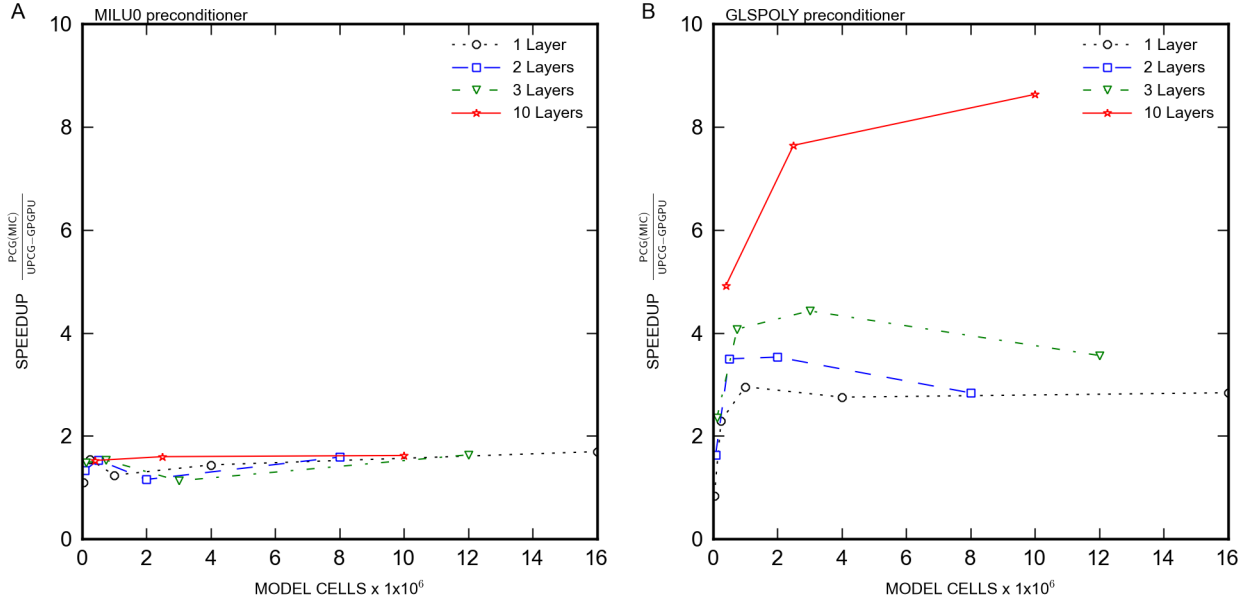 A
MILU0 preconditioner
1 Layer
2 Layers
3 Layers
10 Layers
10
8
6
4
2
0
SPEEDUP PCG(MIC)
UPCG−GPGPU
0 2 4 6 8 10 12 14 16
MODEL CELLS x 1x10⁶
B
GLSPOLY preconditioner
1 Layer
2 Layers
3 Layers
10 Layers
10
8
6
4
2
0
SPEEDUP PCG(MIC)
UPCG−GPGPU
0 2 4 6 8 10 12 14 16
MODEL CELLS x 1x10⁶